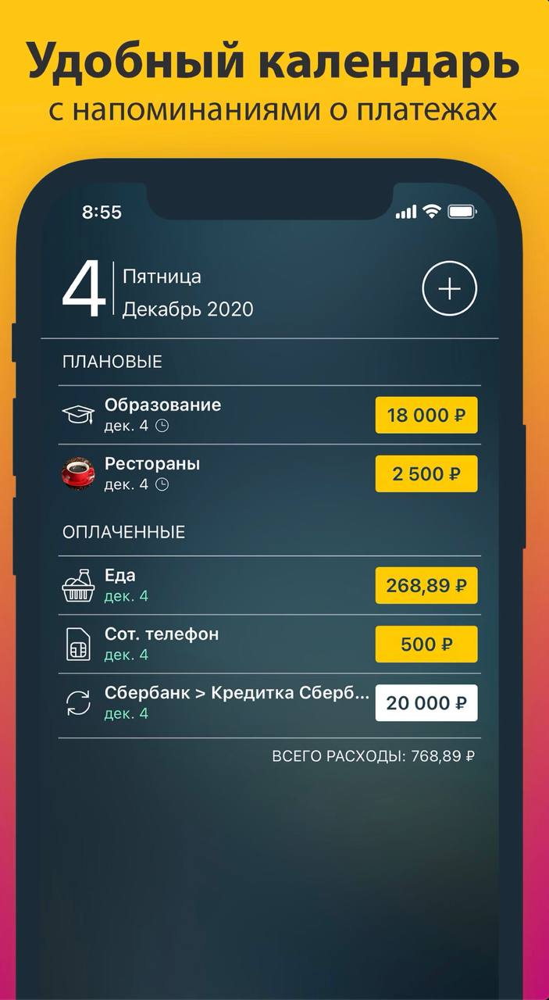 Удобный календарь
с напоминаниями о платежах
8:55
4
Пятница
Декабрь 2020
ПЛАНОВЫЕ
Образование
18 000 ₽
дек. 4
Рестораны
2 500 ₽
дек. 4
ОПЛАЧЕННЫЕ
Еда
268,89 ₽
дек. 4
Сот. телефон
500 ₽
дек. 4
Сбербанк > Кредитка Сберб...
20 000 ₽
дек. 4
ВСЕГО РАСХОДЫ: 768,89 ₽